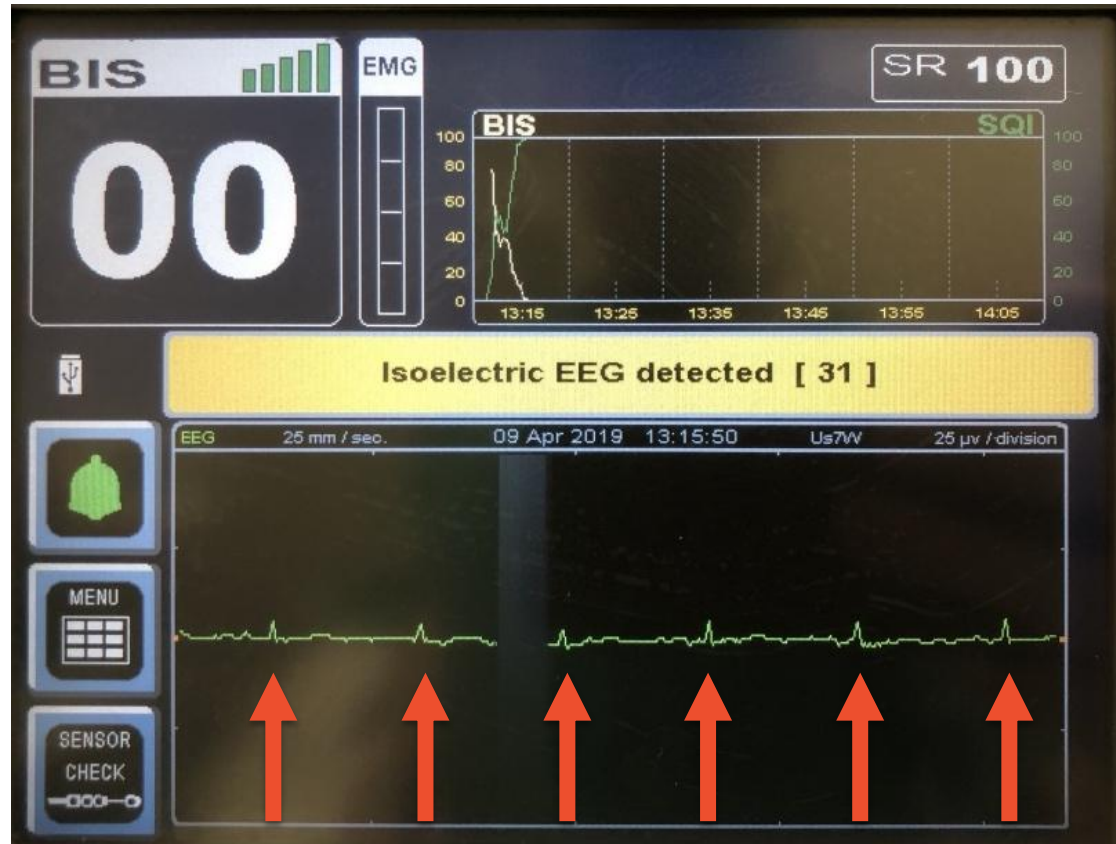 BIS
EMG
SR 100
00
BIS SQI
100 100
80 80
60 60
40 40
20 20
0 0
13:15 13:25 13:35 13:45 13:55 14:05
Isoelectric EEG detected [ 31 ]
EEG 25 mm / sec. 09 Apr 2019 13:15:50 25 µv / division
MENU
SENSOR
CHECK